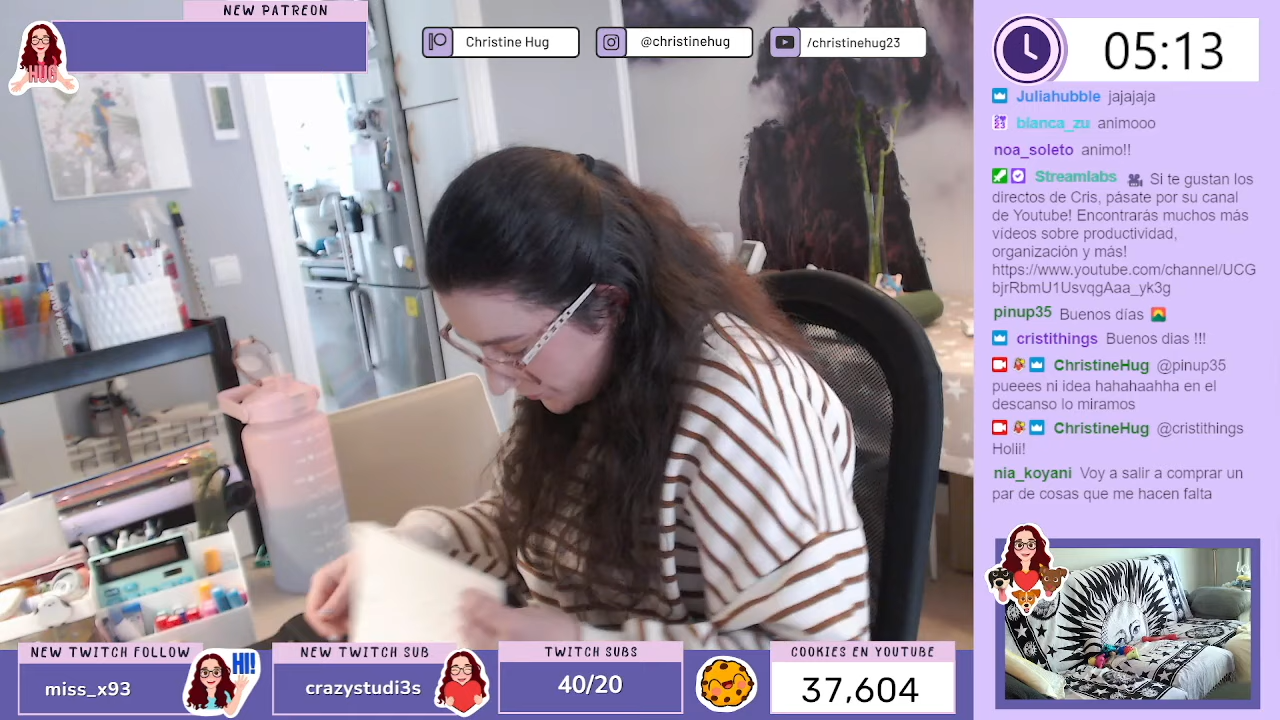 NEW PATREON
HUG
Christine Hug
@christinehug
/christinehug23
05:13
Juliahubble jajajaja
blanca_zu animooo
noa_soleto animo!!
Streamlabs Si te gustan los
directos de Cris, pásate por su canal
de Youtube! Encontrarás muchos más
vídeos sobre productividad,
organización y más!
https://www.youtube.com/channel/UCG
bjrRbmU1UsvqgAaa_yk3g
pinup35 Buenos días
cristithings Buenos dias !!!
ChristineHug @pinup35
pueees ni idea hahahaahha en el
descanso lo miramos
ChristineHug @cristithings
Holii!
nia_koyani Voy a salir a comprar un
par de cosas que me hacen falta
NEW TWITCH FOLLOW
miss_x93
HI!
NEW TWITCH SUB
crazystudi3s
TWITCH SUBS
40/20
COOKIES EN YOUTUBE
37,604